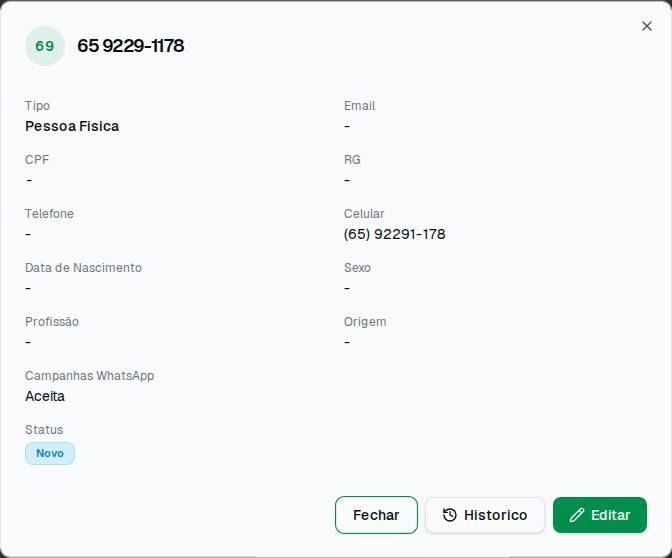 69 65 9229-1178
Tipo
Pessoa Fisica
Email
-
CPF
-
RG
-
Telefone
-
Celular
(65) 92291-178
Data de Nascimento
-
Sexo
-
Profissão
-
Origem
-
Campanhas WhatsApp
Aceita
Status
Novo
Fechar Historico Editar